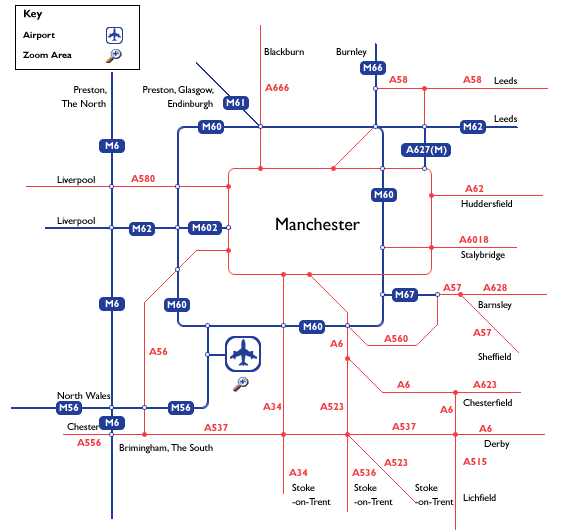 Key
Airport
Zoom Area
Blackburn
Burnley
M66
A58
A58
Leeds
A666
Preston,
The North
Preston, Glasgow,
Endinburgh
M61
M60
M62
Leeds
M6
A627(M)
Liverpool
A580
M60
A62
Huddersfield
Liverpool
M62
M602
Manchester
A6018
Stalybridge
M6
M60
M67
A57
A628
Barnsley
M60
A6
A560
A57
Sheffield
A56
North Wales
M56
M56
A6
A623
Chesterfield
A34
A523
A6
Chester
M6
A556
A537
A537
A6
Derby
Brimingham, The South
A34
A536
A523
A515
Stoke
-on-Trent
Stoke
-on-Trent
Stoke
-on-Trent
Lichfield